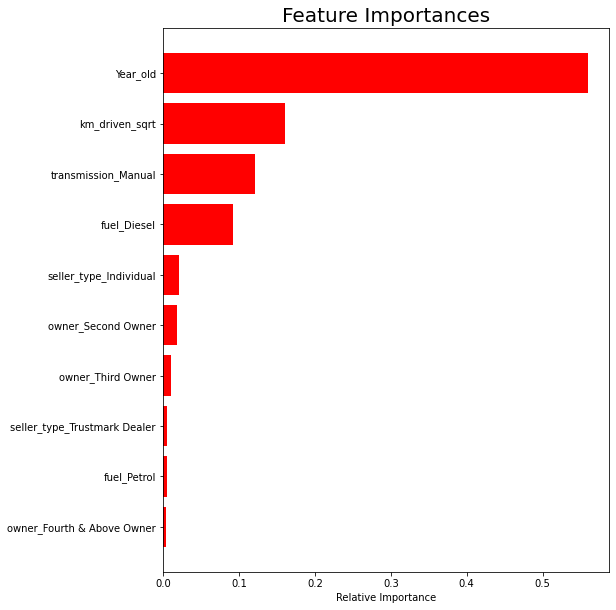 Feature Importances
Year_old
km_driven_sqrt
transmission_Manual
fuel_Diesel
seller_type_Individual
owner_Second Owner
owner_Third Owner
seller_type_Trustmark Dealer
fuel_Petrol
owner_Fourth & Above Owner
0.0 0.1 0.2 0.3 0.4 0.5
Relative Importance